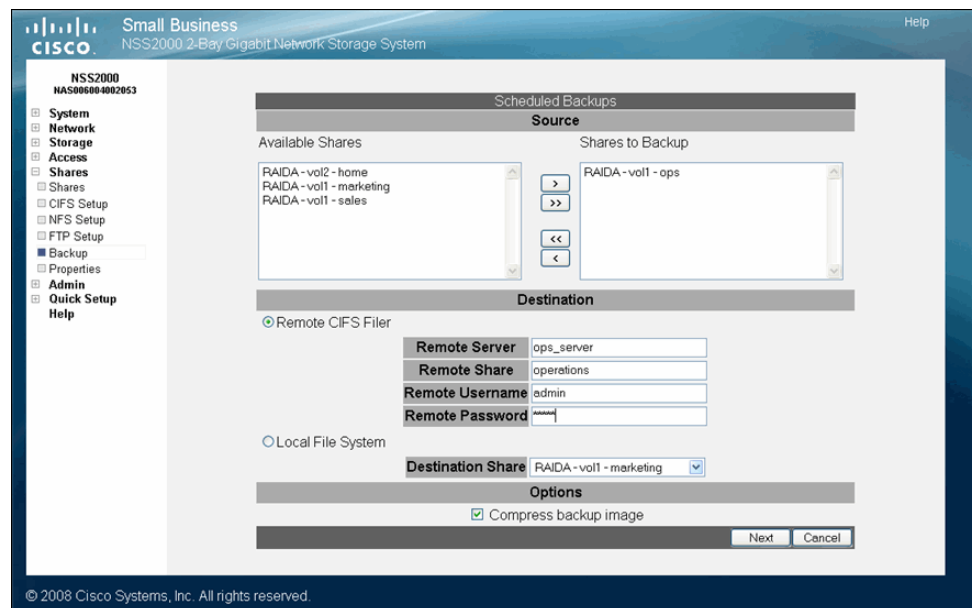 Small Business
Help
CISCO.
NSS2000 2-Bay Gigabit Network Storage System
NSS2000
NAS006004002053
System
Network
Storage
Access
Shares
Shares
CIFS Setup
NFS Setup
FTP Setup
Backup
Properties
Admin
Quick Setup
Help
Scheduled Backups
Source
Available Shares
Shares to Backup
RAIDA - vol2 - home
RAIDA - vol1 - marketing
RAIDA - vol1 - sales
>
>>
<<
<
RAIDA - vol1 - ops
Destination
Remote CIFS Filer
Remote Server ops_server
Remote Share operations
Remote Username admin
Remote Password *****
Local File System
Destination Share RAIDA - vol1 - marketing
Options
Compress backup image
Next Cancel
© 2008 Cisco Systems, Inc. All rights reserved.